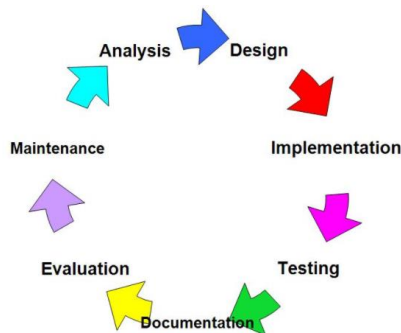 Analysis
Design
Implementation
Testing
Documentation
Evaluation
Maintenance